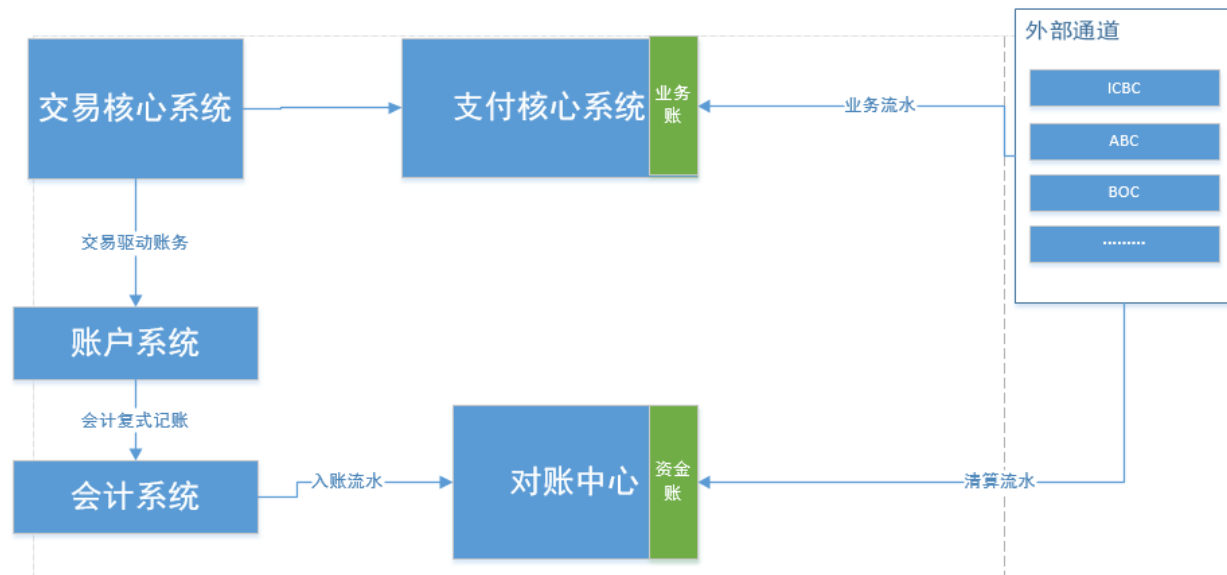 外部通道
ICBC
ABC
BOC
·········
交易核心系统
支付核心系统
业务
账
业务流水
交易驱动账务
账户系统
会计复式记账
会计系统
入账流水
对账中心
资金
账
清算流水